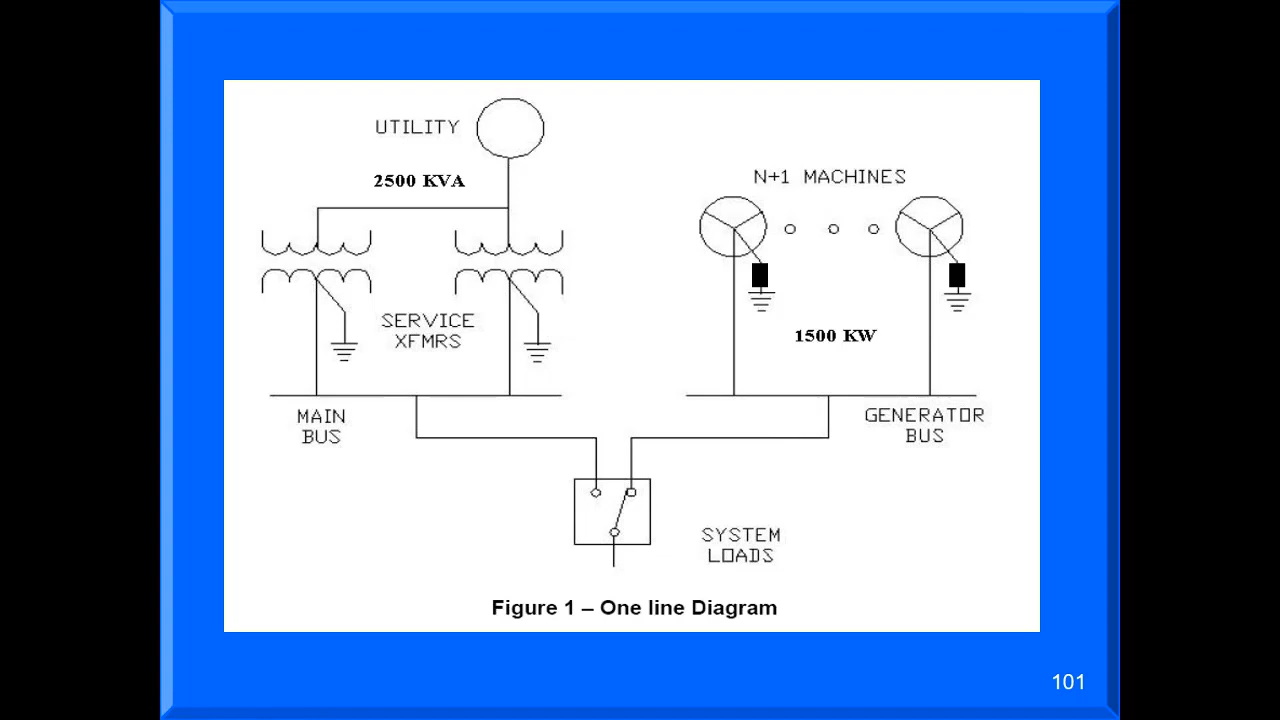 UTILITY
2500 KVA
N+1 MACHINES
SERVICE
XFMRS
1500 KW
MAIN
BUS
GENERATOR
BUS
SYSTEM
LOADS
Figure 1 – One line Diagram
101